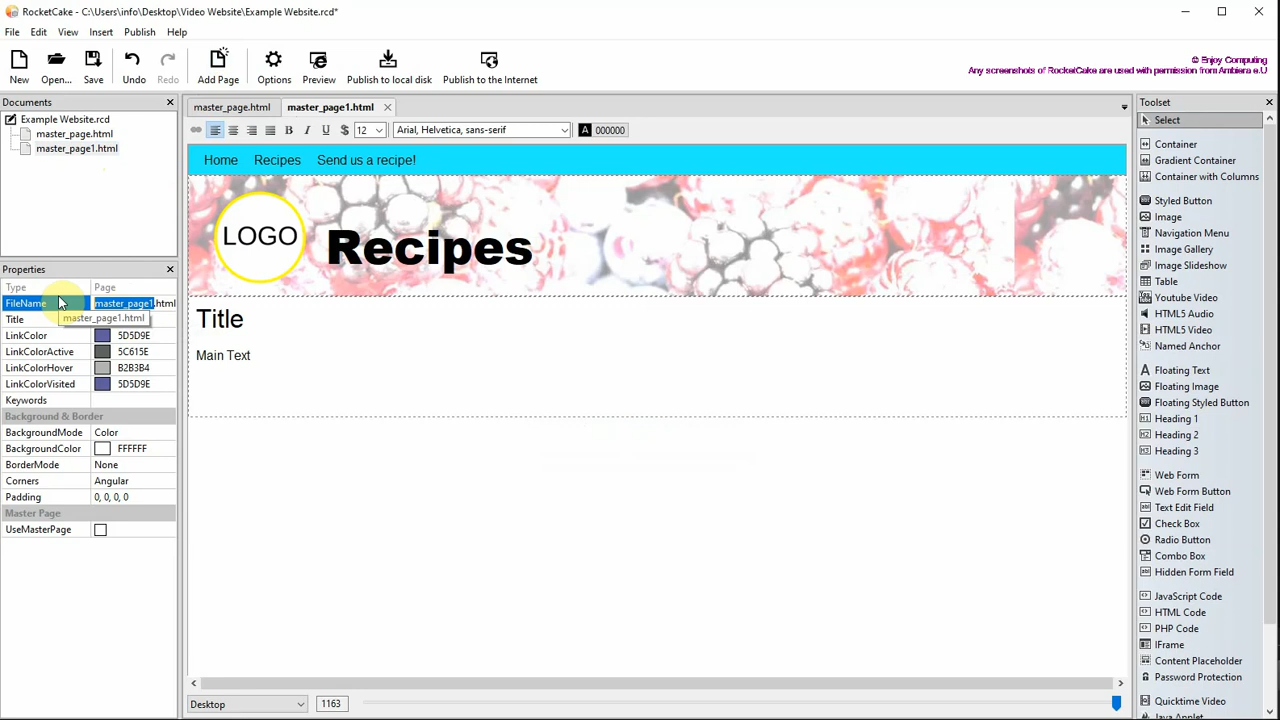 RocketCake - C:\Users\info\Desktop\Video Website\Example Website.rcd*
File Edit View Insert Publish Help
New Open... Save Undo Redo Add Page Options Preview Publish to local disk Publish to the Internet
© Enjoy Computing
Any screenshots of RocketCake are used with permission from Ambiera e.U
Documents
Example Website.rcd
master_page.html
master_page1.html
Properties
Type Page
FileName master_page1.html
master_page1.html
Title
LinkColor 5D5D9E
LinkColorActive 5C615E
LinkColorHover B2B3B4
LinkColorVisited 5D5D9E
Keywords
Background & Border
BackgroundMode Color
BackgroundColor FFFFFF
BorderMode None
Corners Angular
Padding 0, 0, 0, 0
Master Page
UseMasterPage
master_page.html master_page1.html
B I U $ 12 Arial, Helvetica, sans-serif A 000000
Home Recipes Send us a recipe!
LOGO Recipes
Title
Main Text
Desktop 1163
Toolset
Select
Container
Gradient Container
Container with Columns
Styled Button
Image
Navigation Menu
Image Gallery
Image Slideshow
Table
Youtube Video
HTML5 Audio
HTML5 Video
Named Anchor
A Floating Text
Floating Image
Floating Styled Button
H1 Heading 1
H2 Heading 2
H3 Heading 3
Web Form
Web Form Button
Text Edit Field
Check Box
Radio Button
Combo Box
Hidden Form Field
JavaScript Code
HTML Code
PHP Code
IFrame
Content Placeholder
Password Protection
Quicktime Video
Java Applet